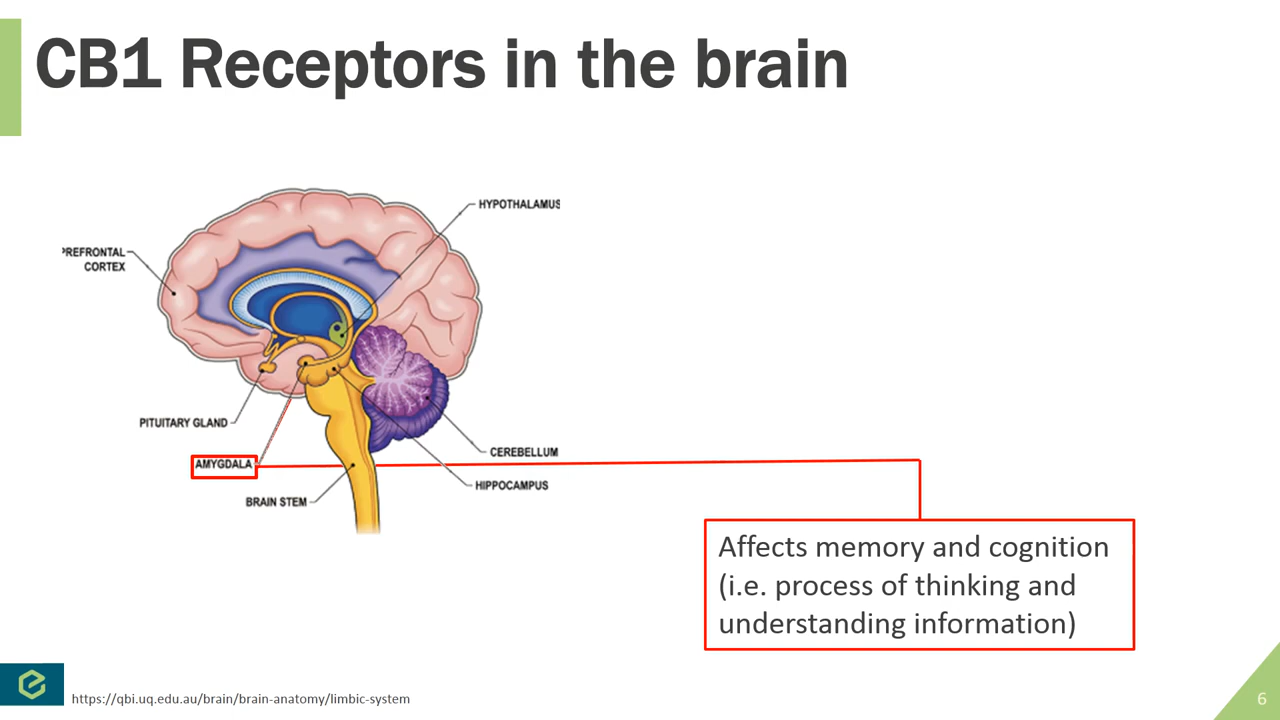 CB1 Receptors in the brain
HYPOTHALAMUS
PREFRONTAL
CORTEX
PITUITARY GLAND
AMYGDALA
CEREBELLUM
HIPPOCAMPUS
BRAIN STEM
Affects memory and cognition
(i.e. process of thinking and
understanding information)
https://qbi.uq.edu.au/brain/brain-anatomy/limbic-system
6